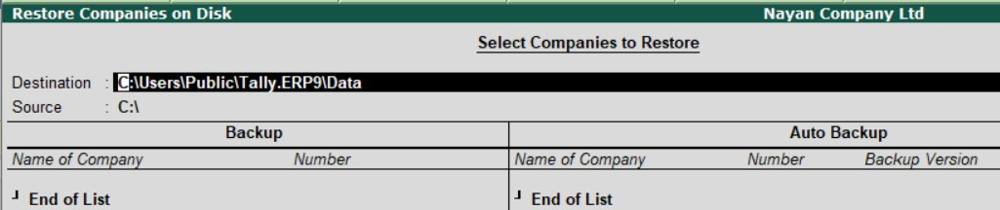 Restore Companies on Disk Nayan Company Ltd
Select Companies to Restore
Destination : C:\Users\Public\Tally.ERP9\Data
Source : C:\
Backup Auto Backup
Name of Company Number Name of Company Number Backup Version
End of List End of List